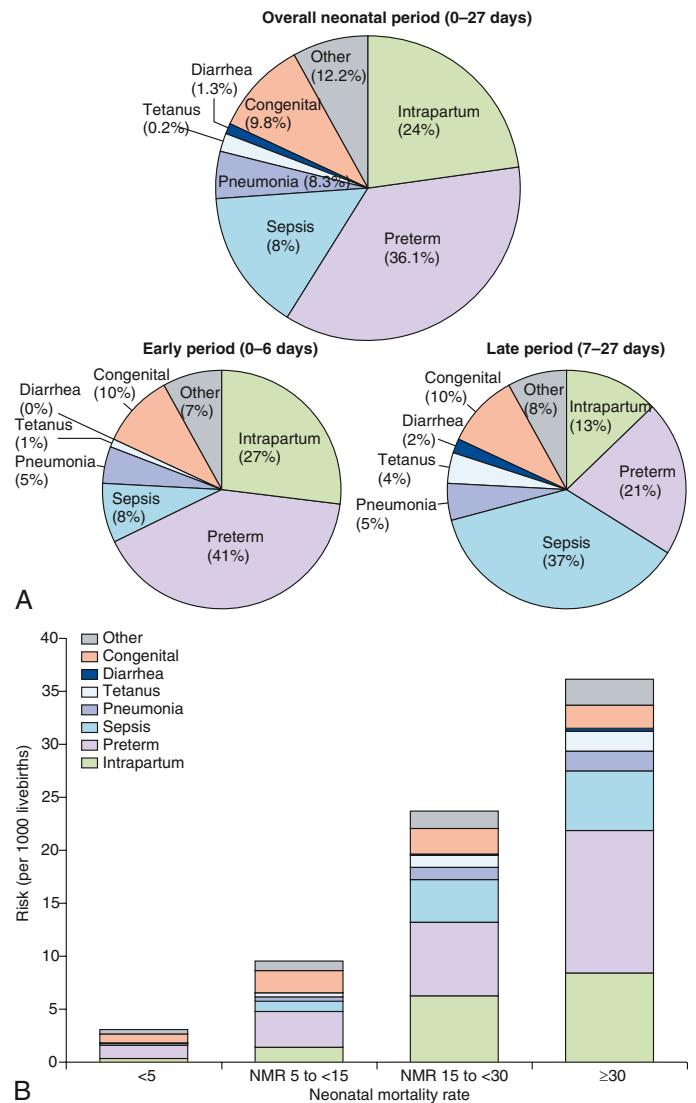 Overall neonatal period (0–27 days)
Other
(12.2%)
Diarrhea
(1.3%)
Congenital
(9.8%)
Tetanus
(0.2%)
Intrapartum
(24%)
Pneumonia (8.3%)
Sepsis
(8%)
Preterm
(36.1%)
Early period (0–6 days)
Congenital
(10%)
Other
(7%)
Diarrhea
(0%)
Tetanus
(1%)
Pneumonia
(5%)
Intrapartum
(27%)
Sepsis
(8%)
Preterm
(41%)
Late period (7–27 days)
Congenital
(10%)
Other
(8%)
Intrapartum
(13%)
Diarrhea
(2%)
Tetanus
(4%)
Preterm
(21%)
Pneumonia
(5%)
Sepsis
(37%)
A
40
35
30
25
20
15
10
5
0
Risk (per 1000 livebirths)
Other
Congenital
Diarrhea
Tetanus
Pneumonia
Sepsis
Preterm
Intrapartum
<5
NMR 5 to <15
NMR 15 to <30
≥30
Neonatal mortality rate
B